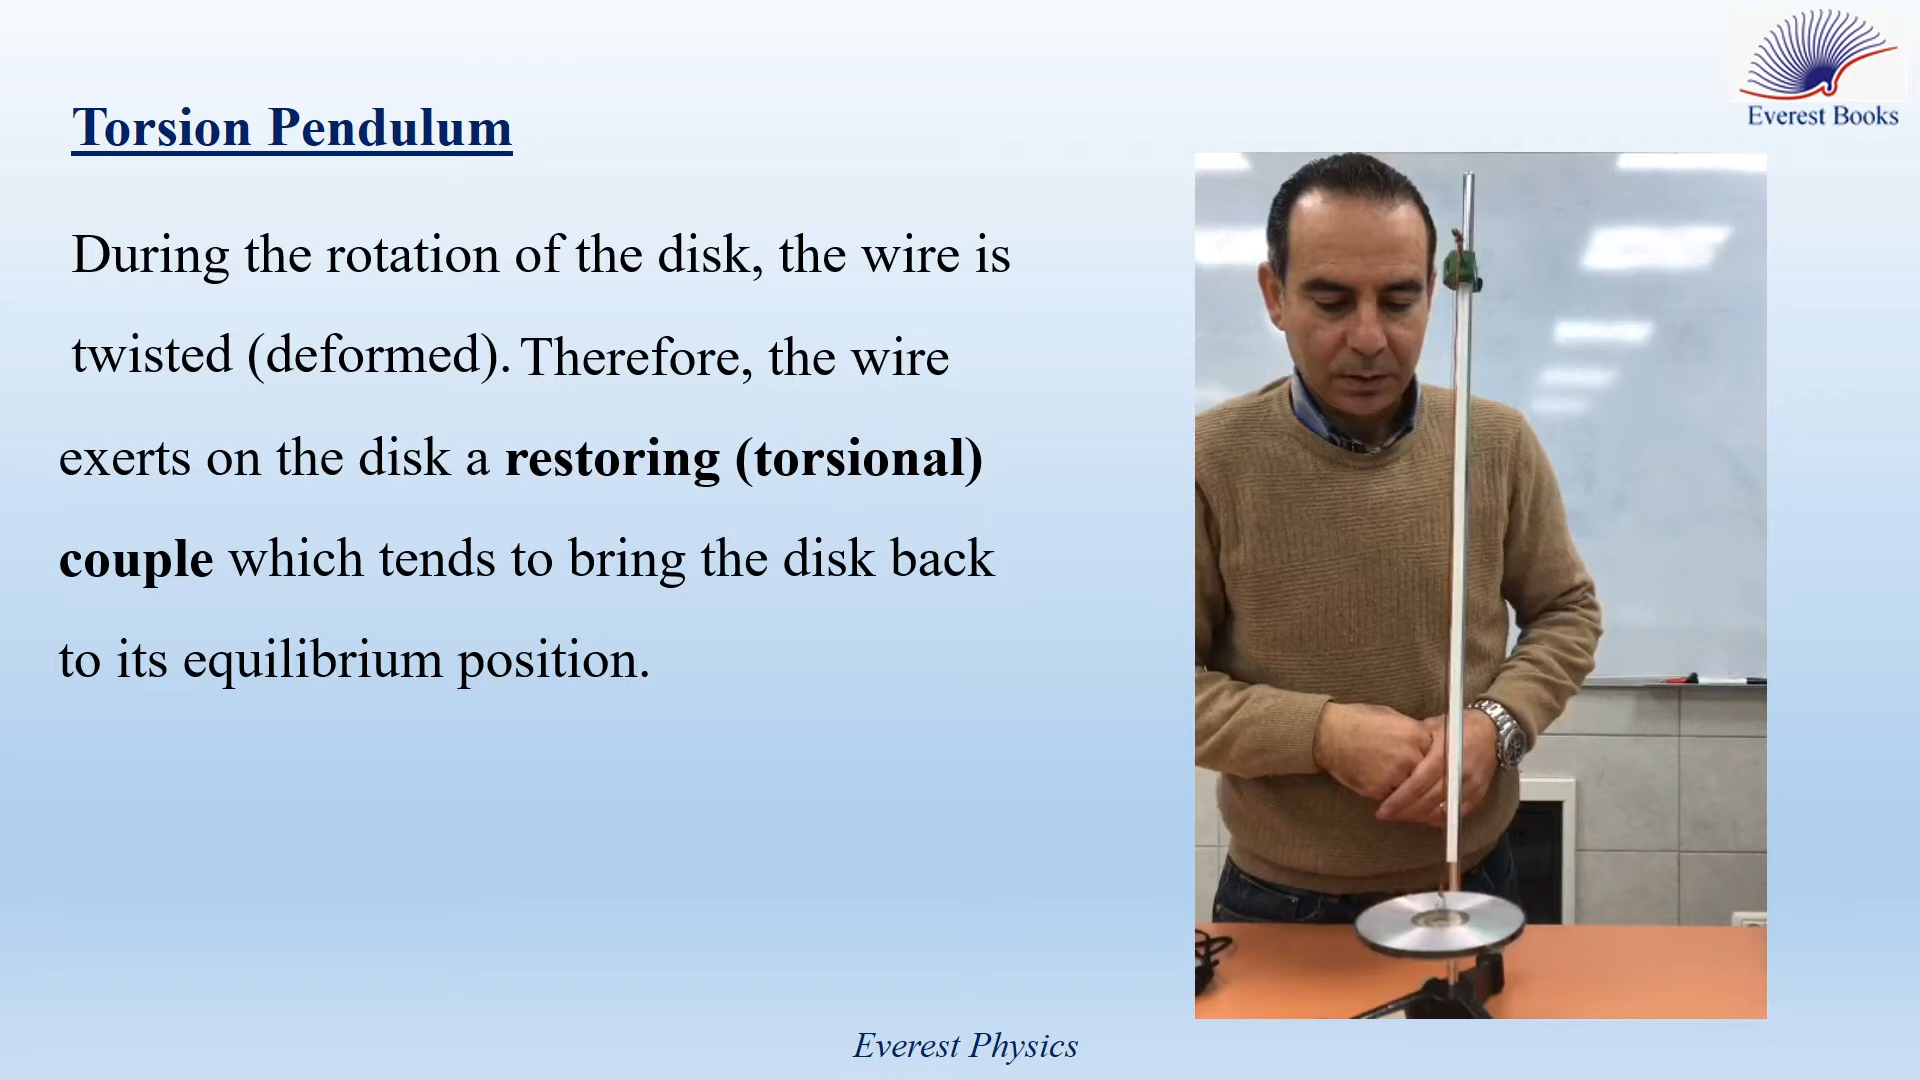 Everest Books
Torsion Pendulum
During the rotation of the disk, the wire is
twisted (deformed). Therefore, the wire
exerts on the disk a restoring (torsional)
couple which tends to bring the disk back
to its equilibrium position.
Everest Physics